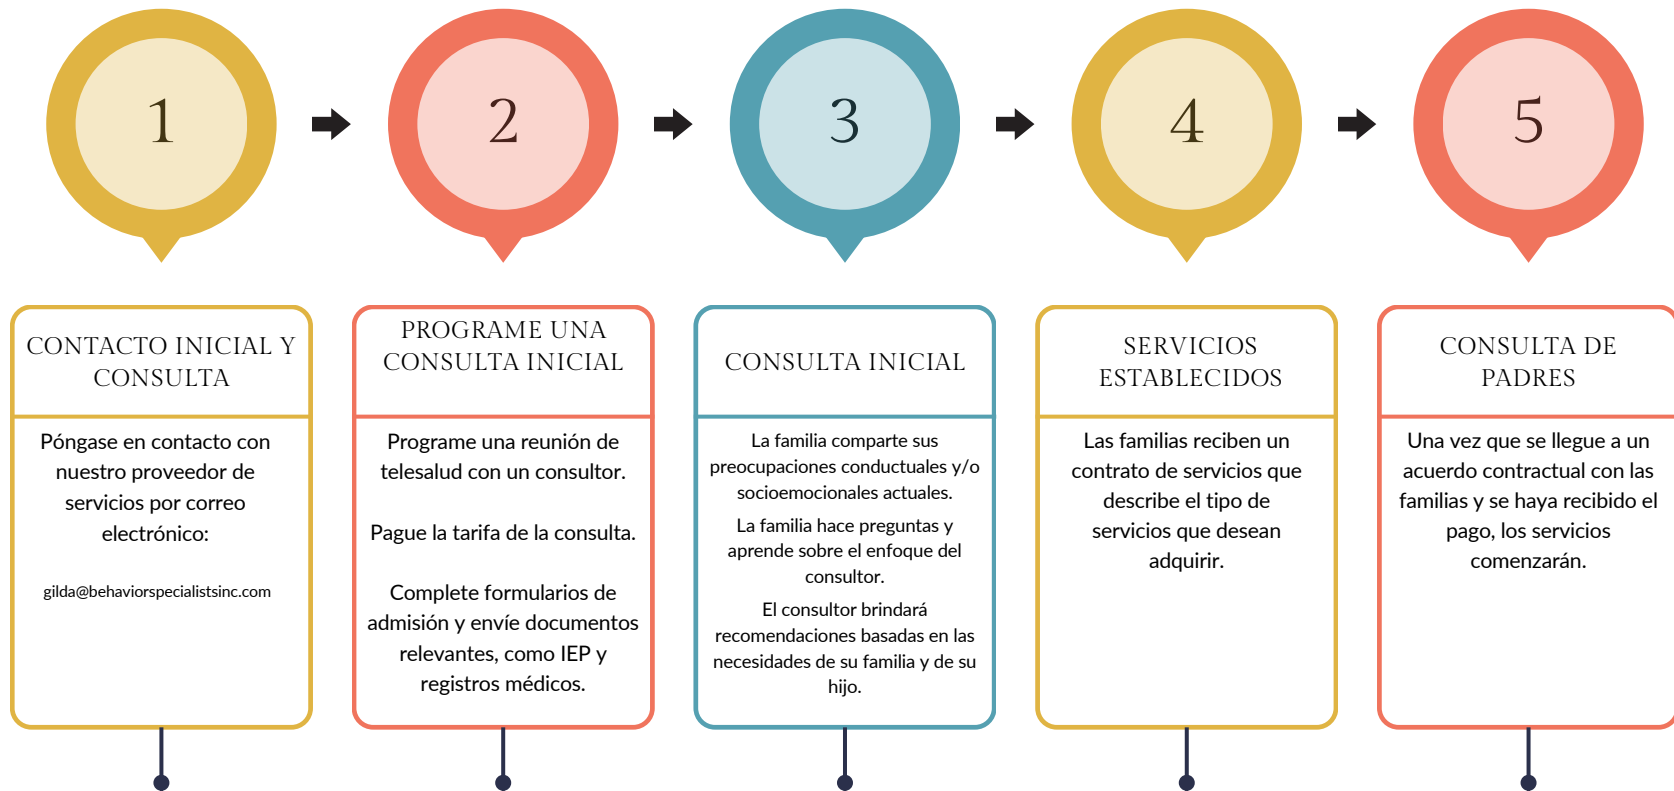 1
2
3
4
5
CONTACTO INICIAL Y
CONSULTA
Póngase en contacto con
nuestro proveedor de
servicios por correo
electrónico:
gilda@behaviorspecialistsinc.com
PROGRAME UNA
CONSULTA INICIAL
Programe una reunión de
telesalud con un consultor.
Pague la tarifa de la consulta.
Complete formularios de
admisión y envíe documentos
relevantes, como IEP y
registros médicos.
CONSULTA INICIAL
La familia comparte sus
preocupaciones conductuales y/o
socioemocionales actuales.
La familia hace preguntas y
aprende sobre el enfoque del
consultor.
El consultor brindará
recomendaciones basadas en las
necesidades de su familia y de su
hijo.
SERVICIOS
ESTABLECIDOS
Las familias reciben un
contrato de servicios que
describe el tipo de
servicios que desean
adquirir.
CONSULTA DE
PADRES
Una vez que se llegue a un
acuerdo contractual con las
familias y se haya recibido el
pago, los servicios
comenzarán.